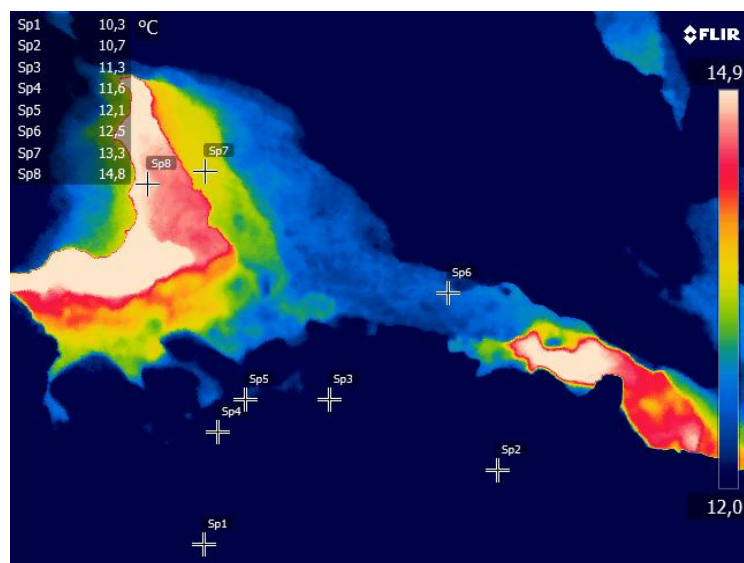 Sp1 10,3 °C
Sp2 10,7
Sp3 11,3
Sp4 11,6
Sp5 12,1
Sp6 12,5
Sp7 13,3
Sp8 14,8
FLIR
14,9
Sp7
Sp8
Sp6
Sp5
Sp3
Sp4
Sp2
12,0
Sp1